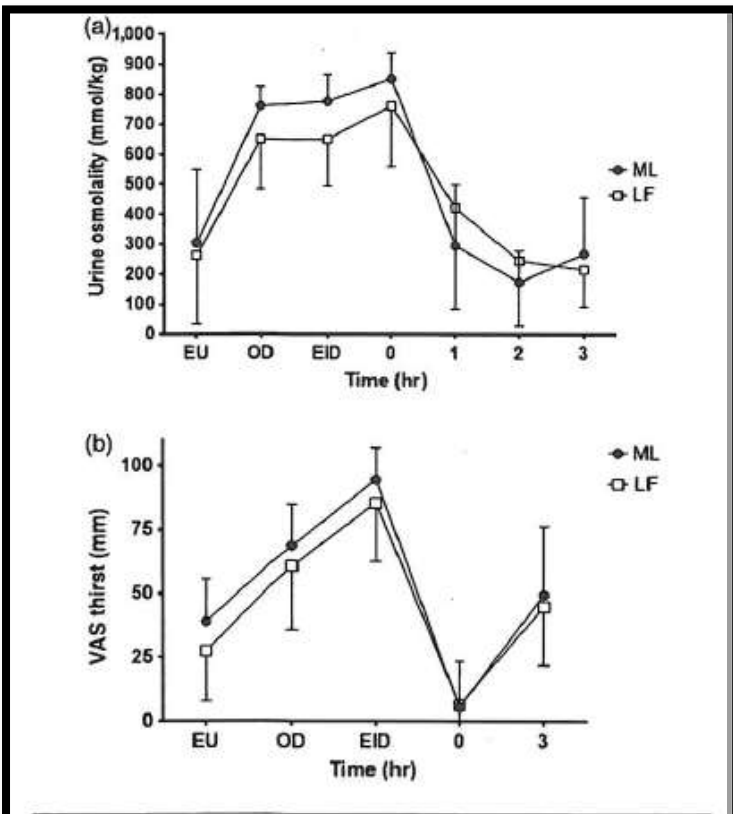 (a)
1,000
900
800
700
600
500
400
300
200
100
0
Urine osmolality (mmol/kg)
EU OD EID 0 1 2 3
Time (hr)
ML
LF
(b)
100
75
50
25
0
VAS thirst (mm)
EU OD EID 0 3
Time (hr)
ML
LF